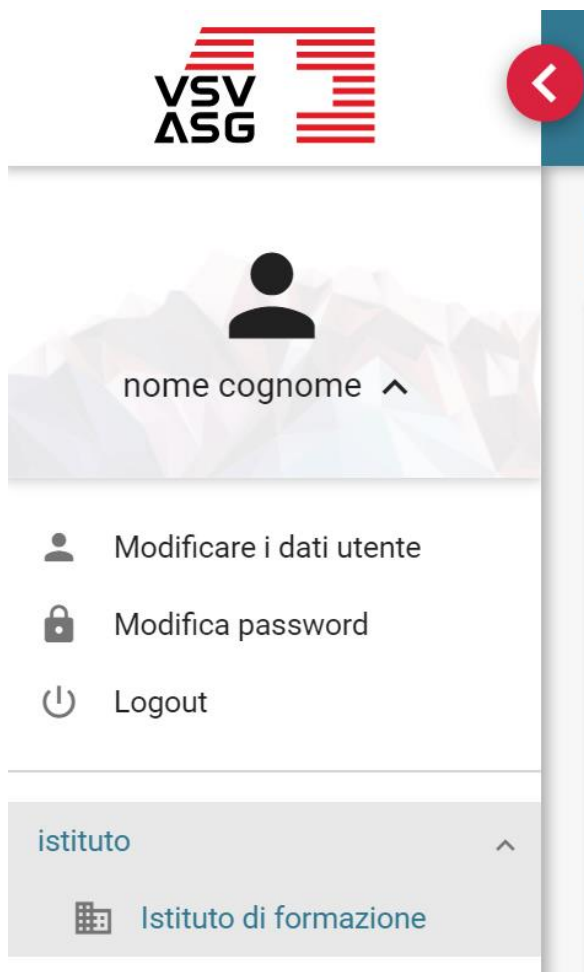 VSV
ASG
nome cognome
Modificare i dati utente
Modifica password
Logout
istituto
Istituto di formazione